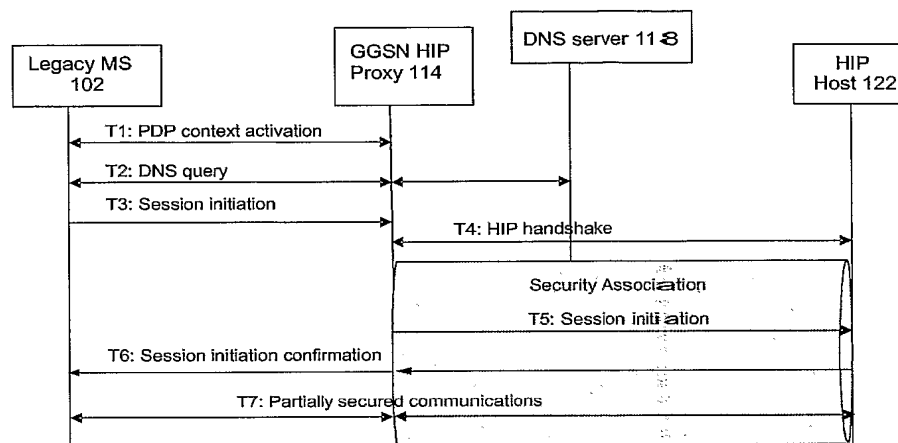 Legacy MS
102
GGSN HIP
Proxy 114
DNS server 118
HIP
Host 122
T1: PDP context activation
T2: DNS query
T3: Session initiation
T4: HIP handshake
Security Association
T5: Session initiation
T6: Session initiation confirmation
T7: Partially secured communications